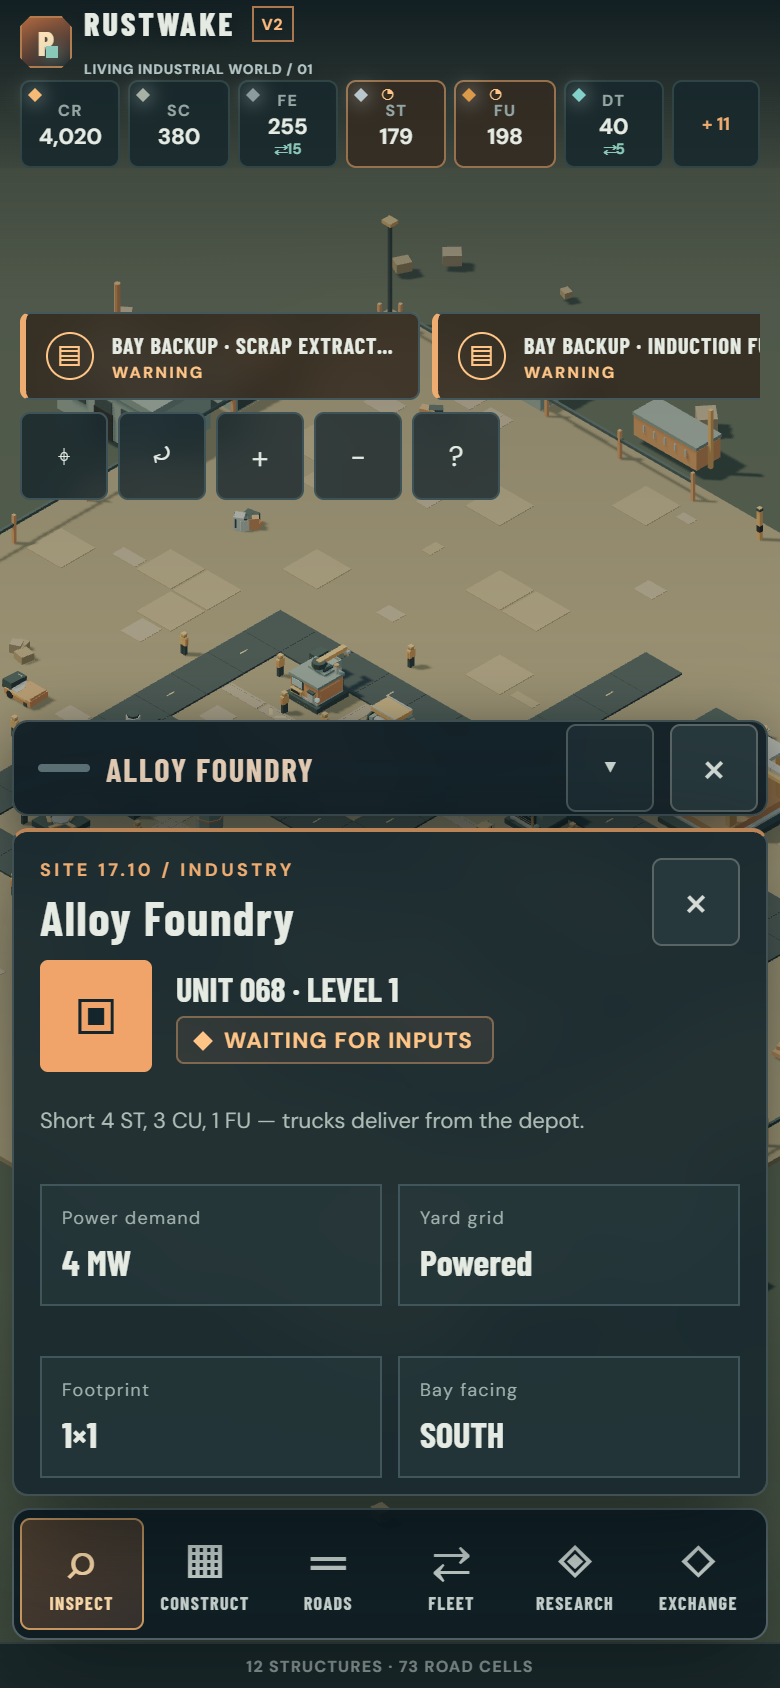 RUSTWAKE V2
LIVING INDUSTRIAL WORLD / 01
CR
4,020
SC
380
FE
255
⇄15
ST
179
FU
198
DT
40
⇄5
+ 11
BAY BACKUP · SCRAP EXTRACT...
WARNING
BAY BACKUP · INDUCTION F
WARNING
+ - ?
ALLOY FOUNDRY
SITE 17.10 / INDUSTRY
Alloy Foundry
UNIT 068 · LEVEL 1
WAITING FOR INPUTS
Short 4 ST, 3 CU, 1 FU — trucks deliver from the depot.
Power demand
4 MW
Yard grid
Powered
Footprint
1×1
Bay facing
SOUTH
INSPECT
CONSTRUCT
ROADS
FLEET
RESEARCH
EXCHANGE
12 STRUCTURES · 73 ROAD CELLS